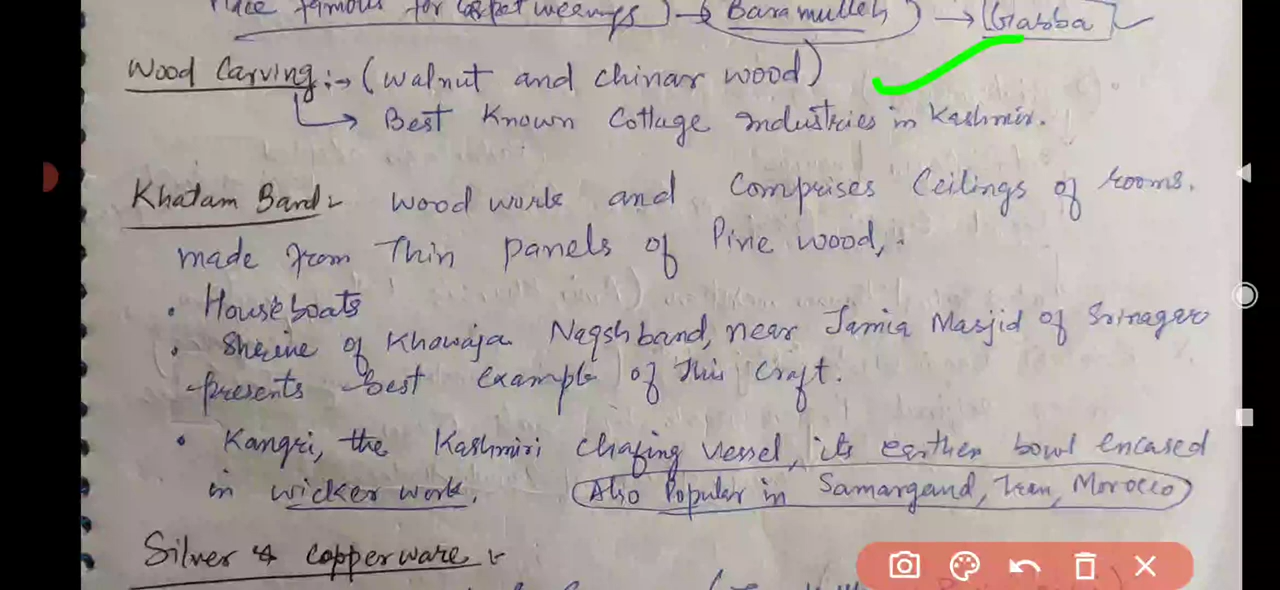 Place famous for Carpet weavings) → (Baramulleh) → Gabba
Wood Carving :→ (Walnut and Chinar wood)
↳ Best Known Cottage Industries in Kashmir.
Khatam Band :- Wood work and Comprises Ceilings of rooms.
made from Thin panels of Pine wood,
• Houseboats
• Shrine of Khawaja Naqshband, near Jamia Masjid of Srinagar
presents best example of this craft.
• Kangri, the Kashmiri Chafing Vessel, its earthen bowl encased
in wicker work. (Also Popular in Samarqand, Iran, Morocco)
Silver & Copperware :-